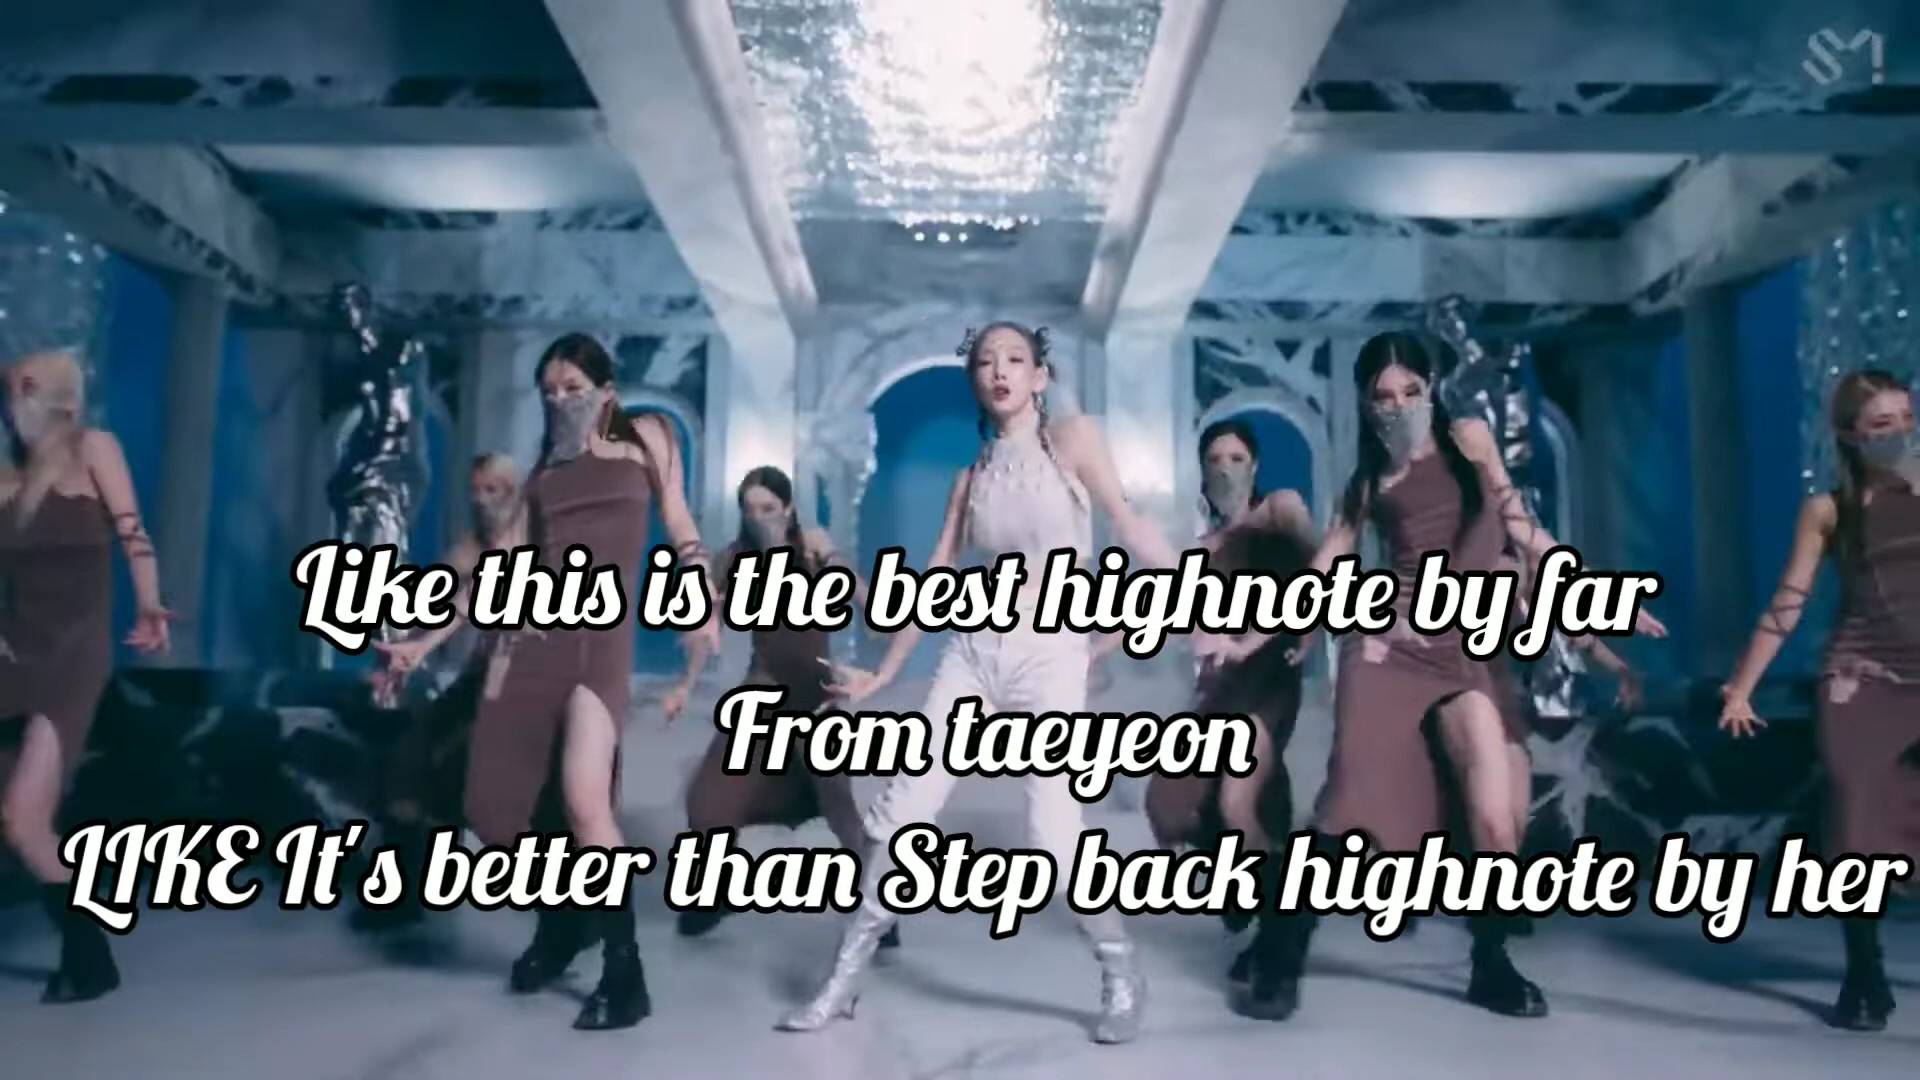 SM!
Like this is the best highnote by far
From taeyeon
LIKE It's better than Step back highnote by her